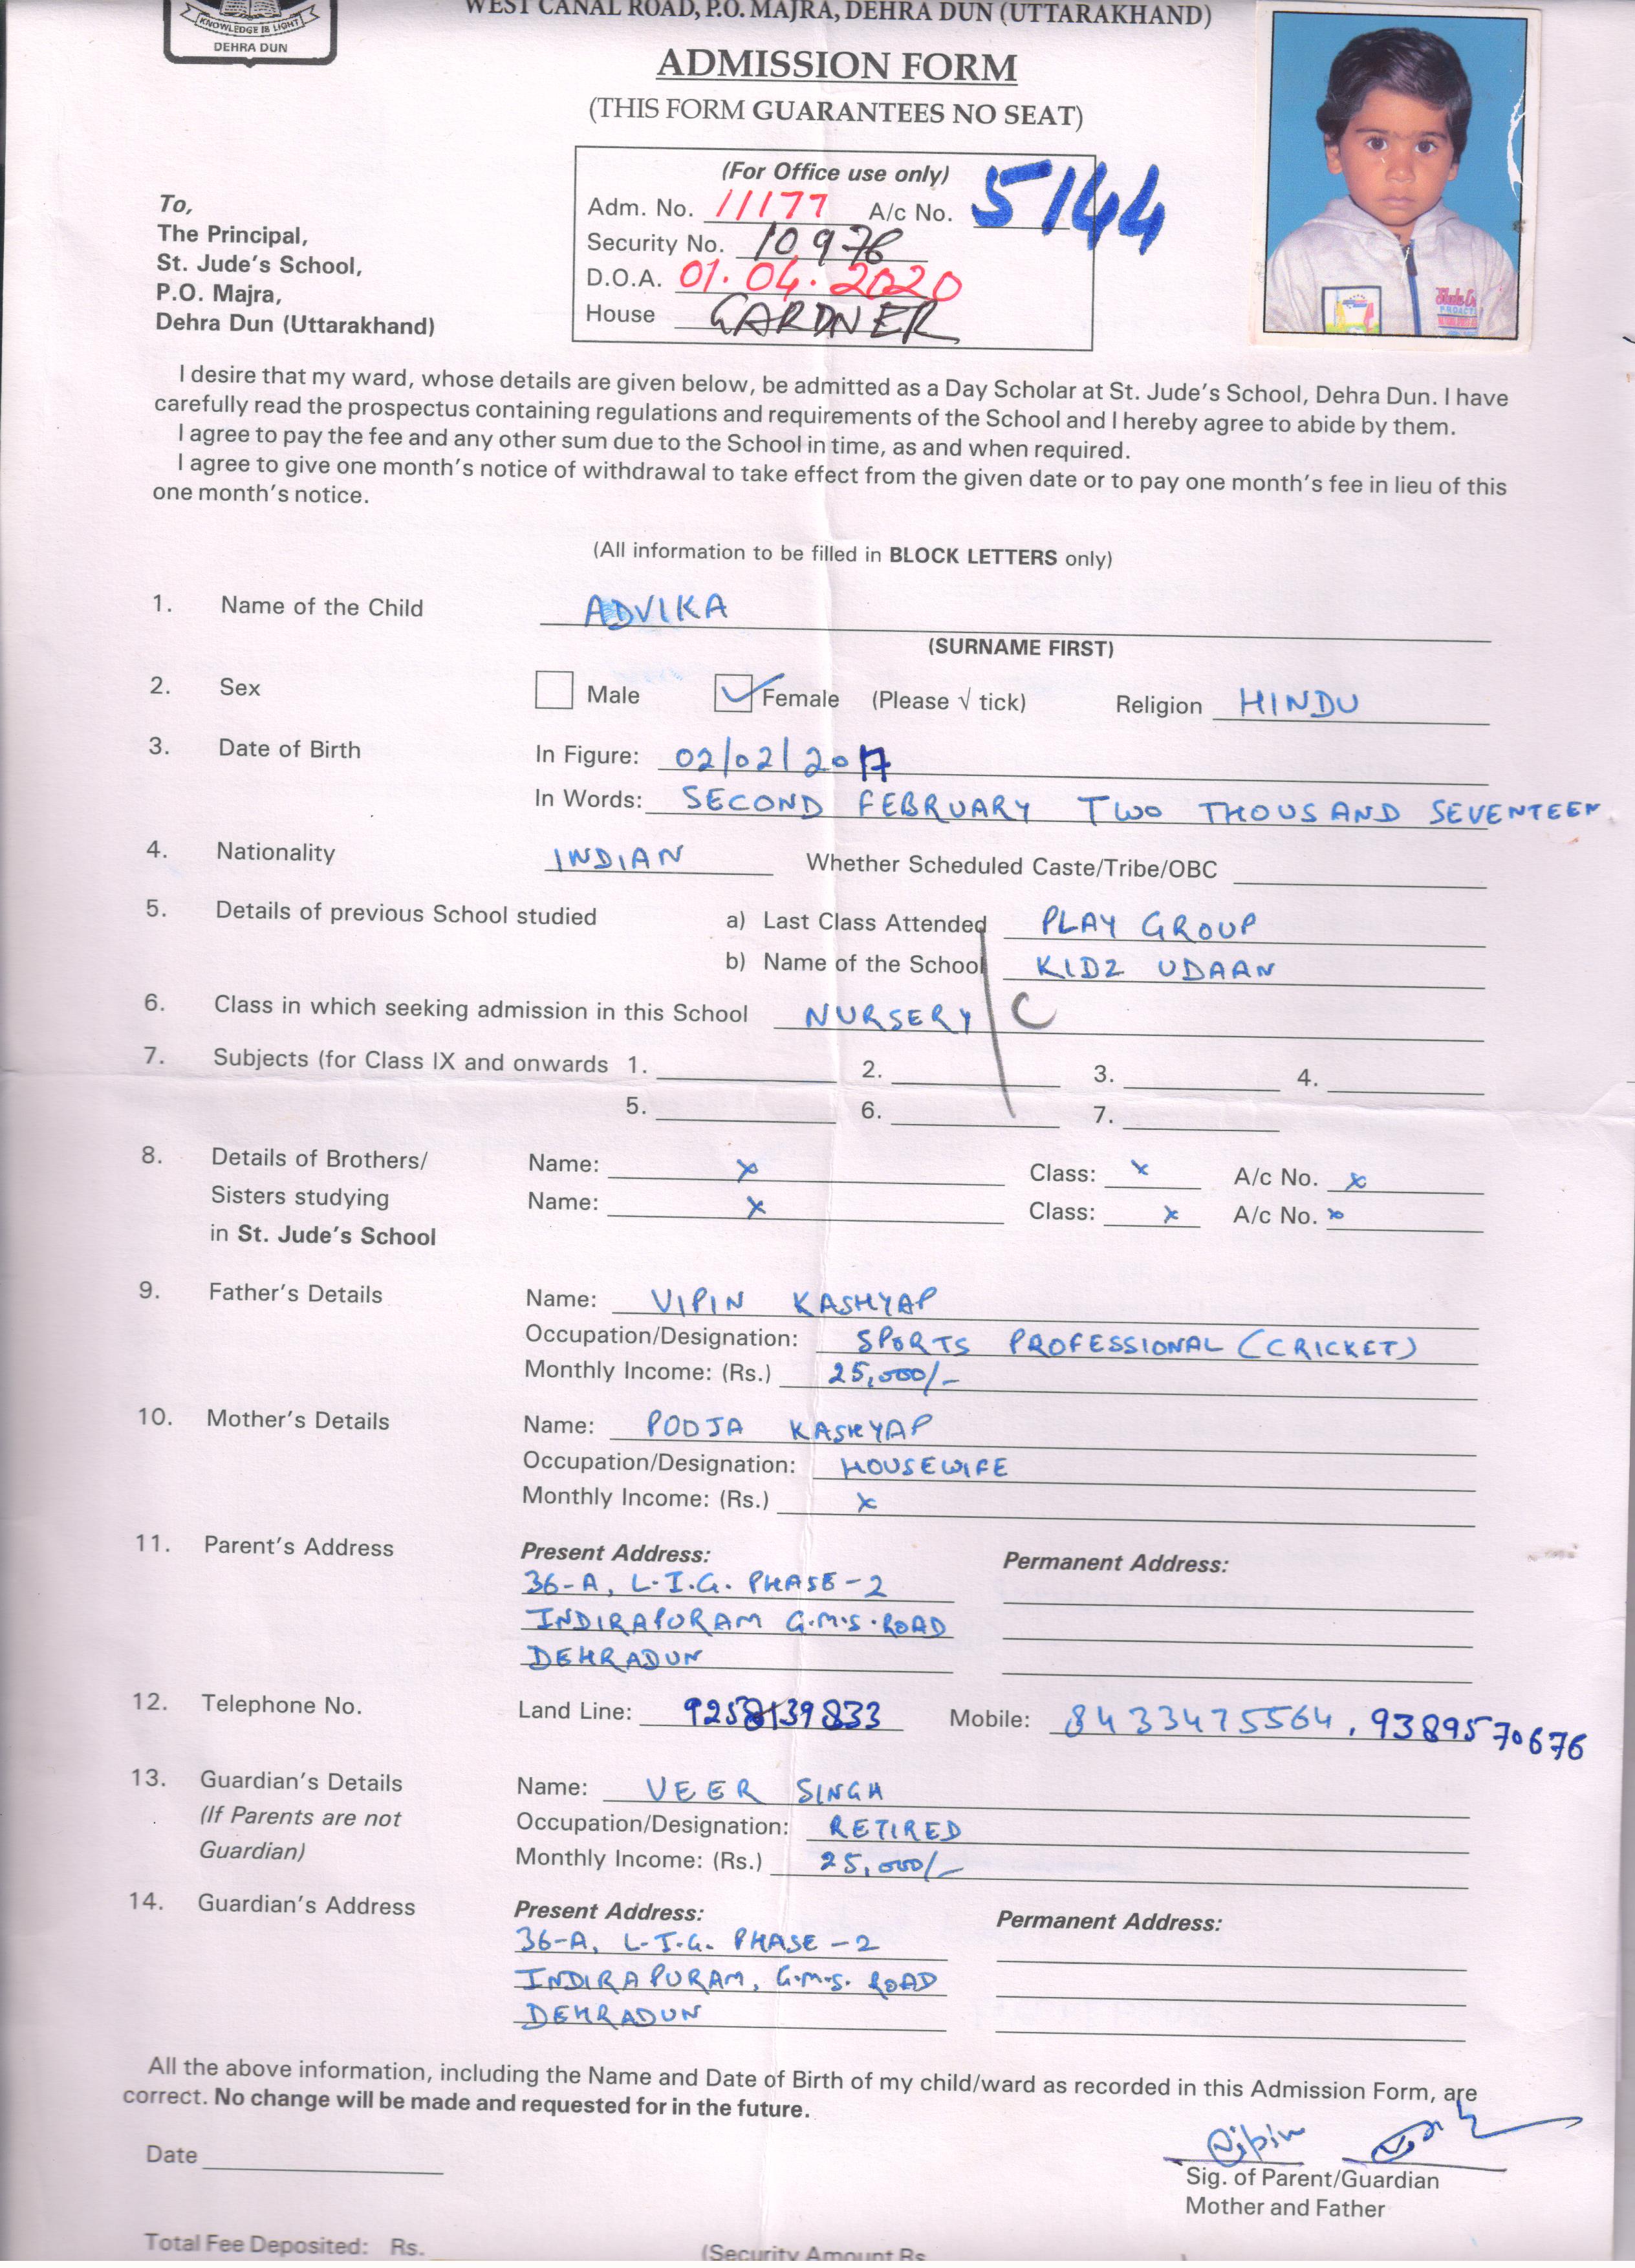 KNOWLEDGE IS LIGHT
DEHRA DUN
WEST CANAL ROAD, P.O. MAJRA, DEHRA DUN (UTTARAKHAND)
ADMISSION FORM
(THIS FORM GUARANTEES NO SEAT)
(For Office use only)
Adm. No. 11177 A/c No. 5144
Security No. 10976
D.O.A. 01.04.2020
House GARDNER
To,
The Principal,
St. Jude's School,
P.O. Majra,
Dehra Dun (Uttarakhand)
I desire that my ward, whose details are given below, be admitted as a Day Scholar at St. Jude's School, Dehra Dun. I have
carefully read the prospectus containing regulations and requirements of the School and I hereby agree to abide by them.
I agree to pay the fee and any other sum due to the School in time, as and when required.
I agree to give one month's notice of withdrawal to take effect from the given date or to pay one month's fee in lieu of this
one month's notice.
(All information to be filled in BLOCK LETTERS only)
1. Name of the Child ADVIKA
(SURNAME FIRST)
2. Sex Male ✓ Female (Please √ tick) Religion HINDU
3. Date of Birth In Figure: 02/02/2017
In Words: SECOND FEBRUARY TWO THOUSAND SEVENTEEN
4. Nationality INDIAN Whether Scheduled Caste/Tribe/OBC
5. Details of previous School studied a) Last Class Attended PLAY GROUP
b) Name of the School KIDZ UDAAN
6. Class in which seeking admission in this School NURSERY / C
7. Subjects (for Class IX and onwards 1. 2. 3. 4.
5. 6. 7.
8. Details of Brothers/ Name: x Class: x A/c No. x
Sisters studying Name: x Class: x A/c No. x
in St. Jude's School
9. Father's Details Name: VIPIN KASHYAP
Occupation/Designation: SPORTS PROFESSIONAL (CRICKET)
Monthly Income: (Rs.) 25,000/-
10. Mother's Details Name: POOJA KASHYAP
Occupation/Designation: HOUSEWIFE
Monthly Income: (Rs.) x
11. Parent's Address Present Address: Permanent Address:
36-A, L.I.G. PHASE-2
INDIRAPURAM G.M.S. ROAD
DEHRADUN
12. Telephone No. Land Line: 9258139833 Mobile: 8433475564, 9389570676
13. Guardian's Details Name: VEER SINGH
(If Parents are not Occupation/Designation: RETIRED
Guardian) Monthly Income: (Rs.) 25,000/-
14. Guardian's Address Present Address: Permanent Address:
36-A, L.I.G. PHASE-2
INDIRAPURAM, G.M.S. ROAD
DEHRADUN
All the above information, including the Name and Date of Birth of my child/ward as recorded in this Admission Form, are
correct. No change will be made and requested for in the future.
Vipin
Date
Sig. of Parent/Guardian
Mother and Father
Total Fee Deposited: Rs. (Security Amount Rs.